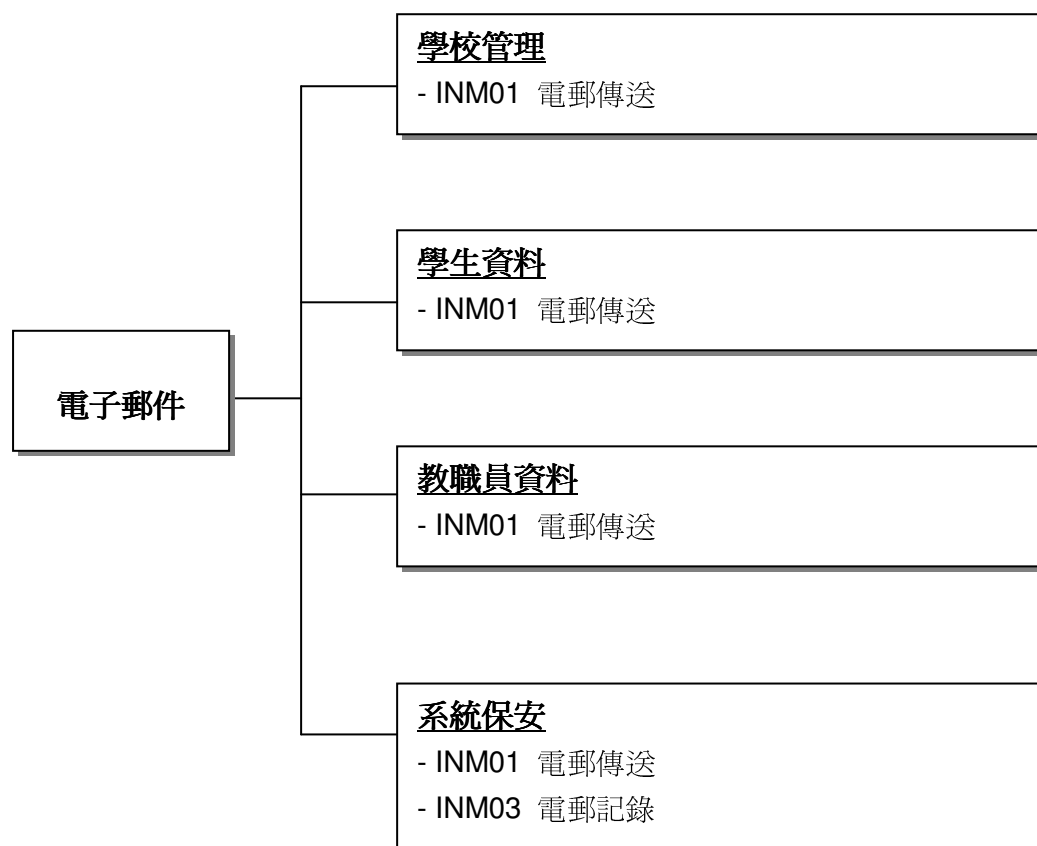 學校管理
- INM01 電郵傳送
學生資料
- INM01 電郵傳送
電子郵件
教職員資料
- INM01 電郵傳送
系統保安
- INM01 電郵傳送
- INM03 電郵記錄